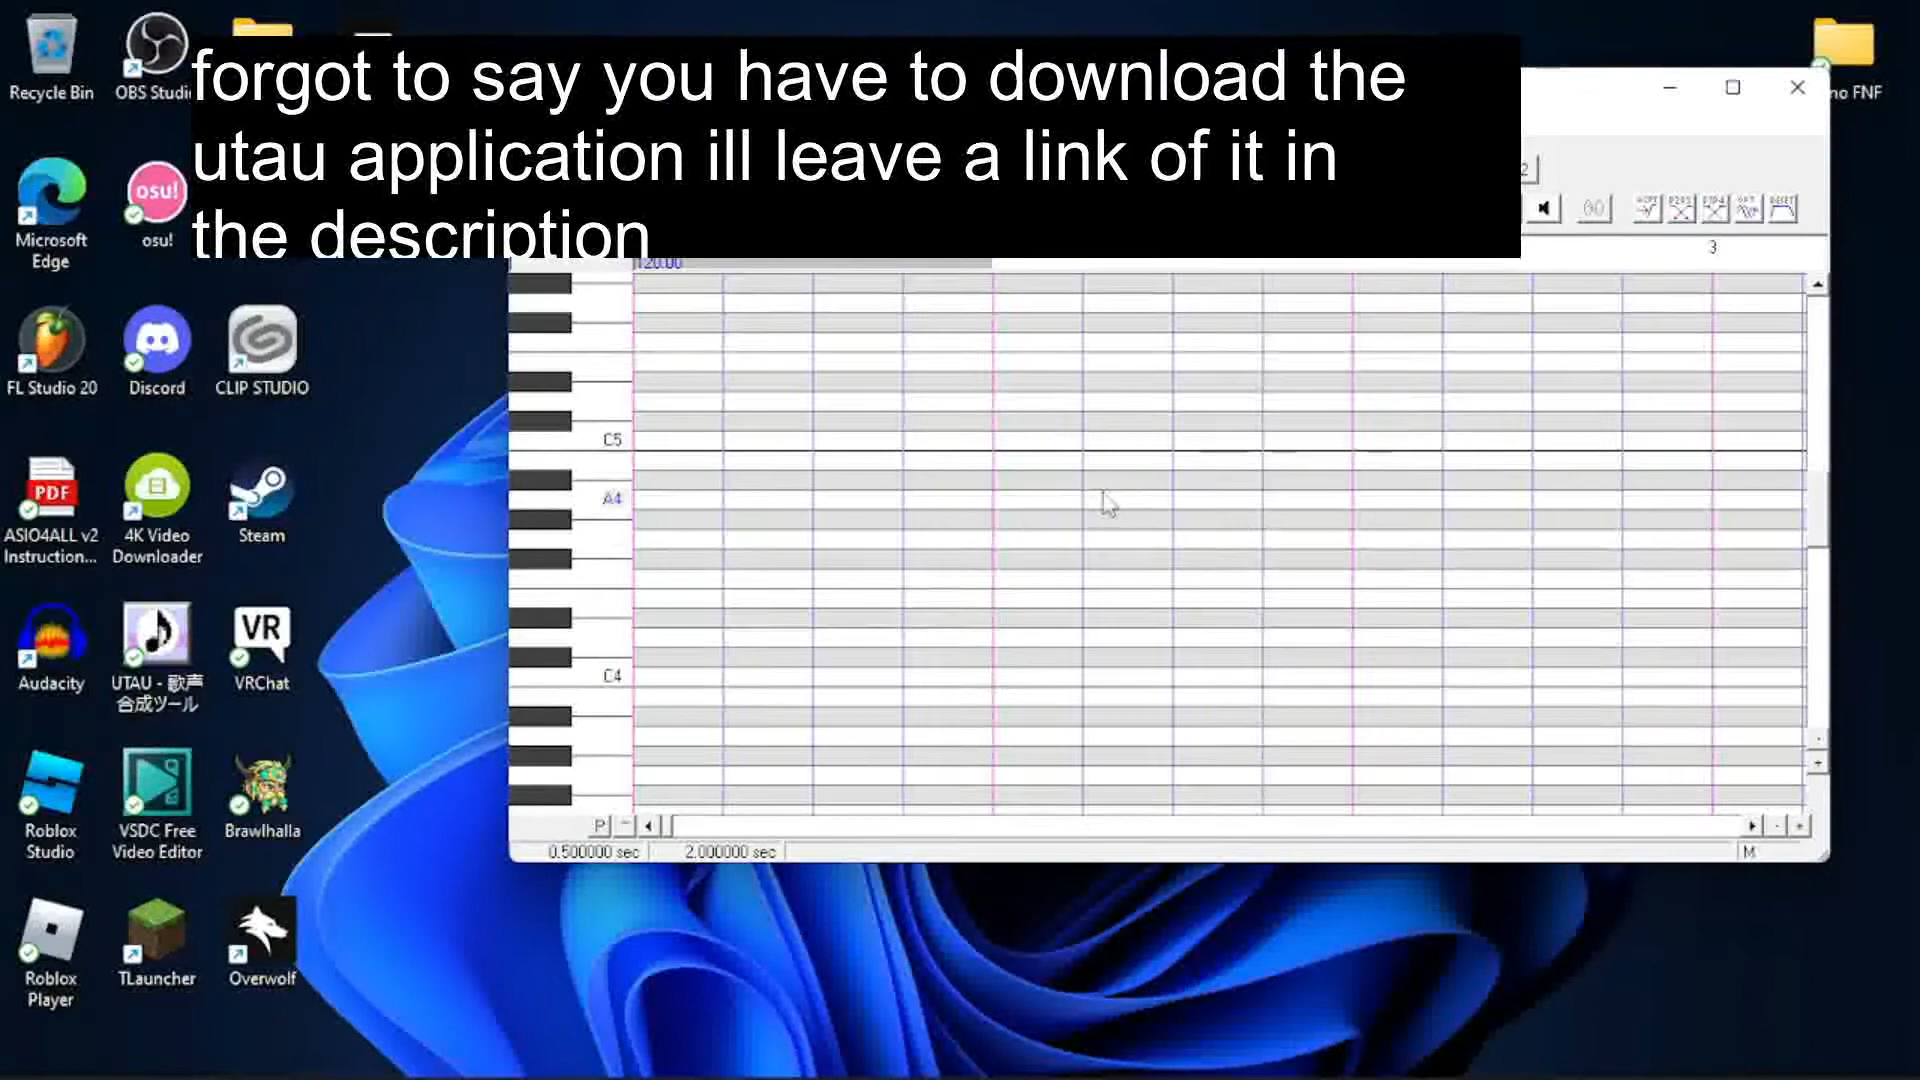 forgot to say you have to download the
utau application ill leave a link of it in
the description
Recycle Bin
OBS Studi
no FNF
Microsoft
Edge
osu!
osu!
3
120.00
FL Studio 20
Discord
CLIP STUDIO
C5
A4
PDF
ASIO4ALL v2
Instruction...
4K Video
Downloader
Steam
VR
Audacity
UTAU - 歌声
合成ツール
VRChat
C4
Roblox
Studio
VSDC Free
Video Editor
Brawlhalla
P
0.500000 sec
2.000000 sec
M
Roblox
Player
TLauncher
Overwolf